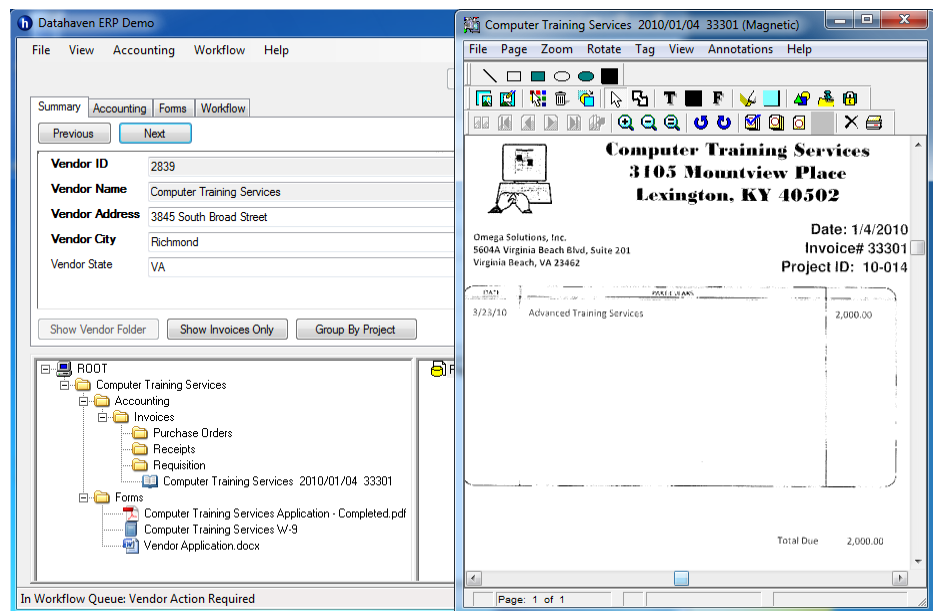 Datahaven ERP Demo
File View Accounting Workflow Help
Summary Accounting Forms Workflow
Previous Next
Vendor ID 2839
Vendor Name Computer Training Services
Vendor Address 3845 South Broad Street
Vendor City Richmond
Vendor State VA
Show Vendor Folder Show Invoices Only Group By Project
ROOT
Computer Training Services
Accounting
Invoices
Purchase Orders
Receipts
Requisition
Computer Training Services 2010/01/04 33301
Forms
Computer Training Services Application - Completed.pdf
Computer Training Services W-9
Vendor Application.docx
In Workflow Queue: Vendor Action Required
Computer Training Services 2010/01/04 33301 (Magnetic)
File Page Zoom Rotate Tag View Annotations Help
T F
Computer Training Services
3105 Mountview Place
Lexington, KY 40502
Date: 1/4/2010
Invoice# 33301
Project ID: 10-014
Omega Solutions, Inc.
5604A Virginia Beach Blvd, Suite 201
Virginia Beach, VA 23462
DATE
3/23/10 Advanced Training Services 2,000.00
Total Due 2,000.00
Page: 1 of 1